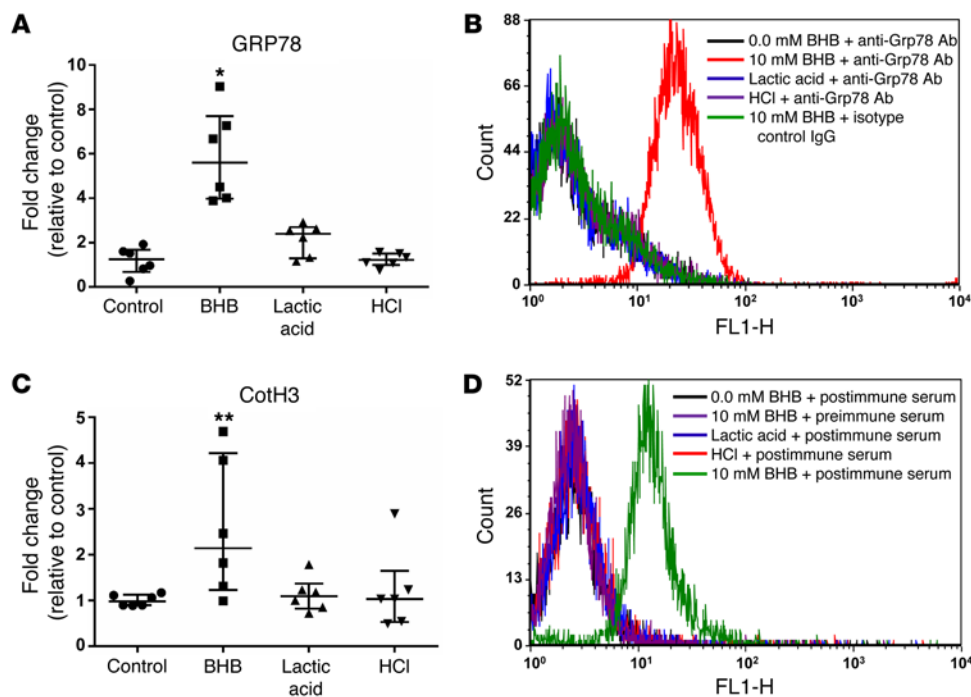 A
GRP78
Fold change
(relative to control)
10
8
6
4
2
0
*
Control
BHB
Lactic
acid
HCl
B
Count
88
66
44
22
0
0.0 mM BHB + anti-Grp78 Ab
10 mM BHB + anti-Grp78 Ab
Lactic acid + anti-Grp78 Ab
HCl + anti-Grp78 Ab
10 mM BHB + isotype
control IgG
10⁰
10¹
10²
10³
10⁴
FL1-H
C
CotH3
Fold change
(relative to control)
5
4
3
2
1
0
**
Control
BHB
Lactic
acid
HCl
D
Count
52
39
26
13
0
0.0 mM BHB + postimmune serum
10 mM BHB + preimmune serum
Lactic acid + postimmune serum
HCl + postimmune serum
10 mM BHB + postimmune serum
10⁰
10¹
10²
10³
10⁴
FL1-H